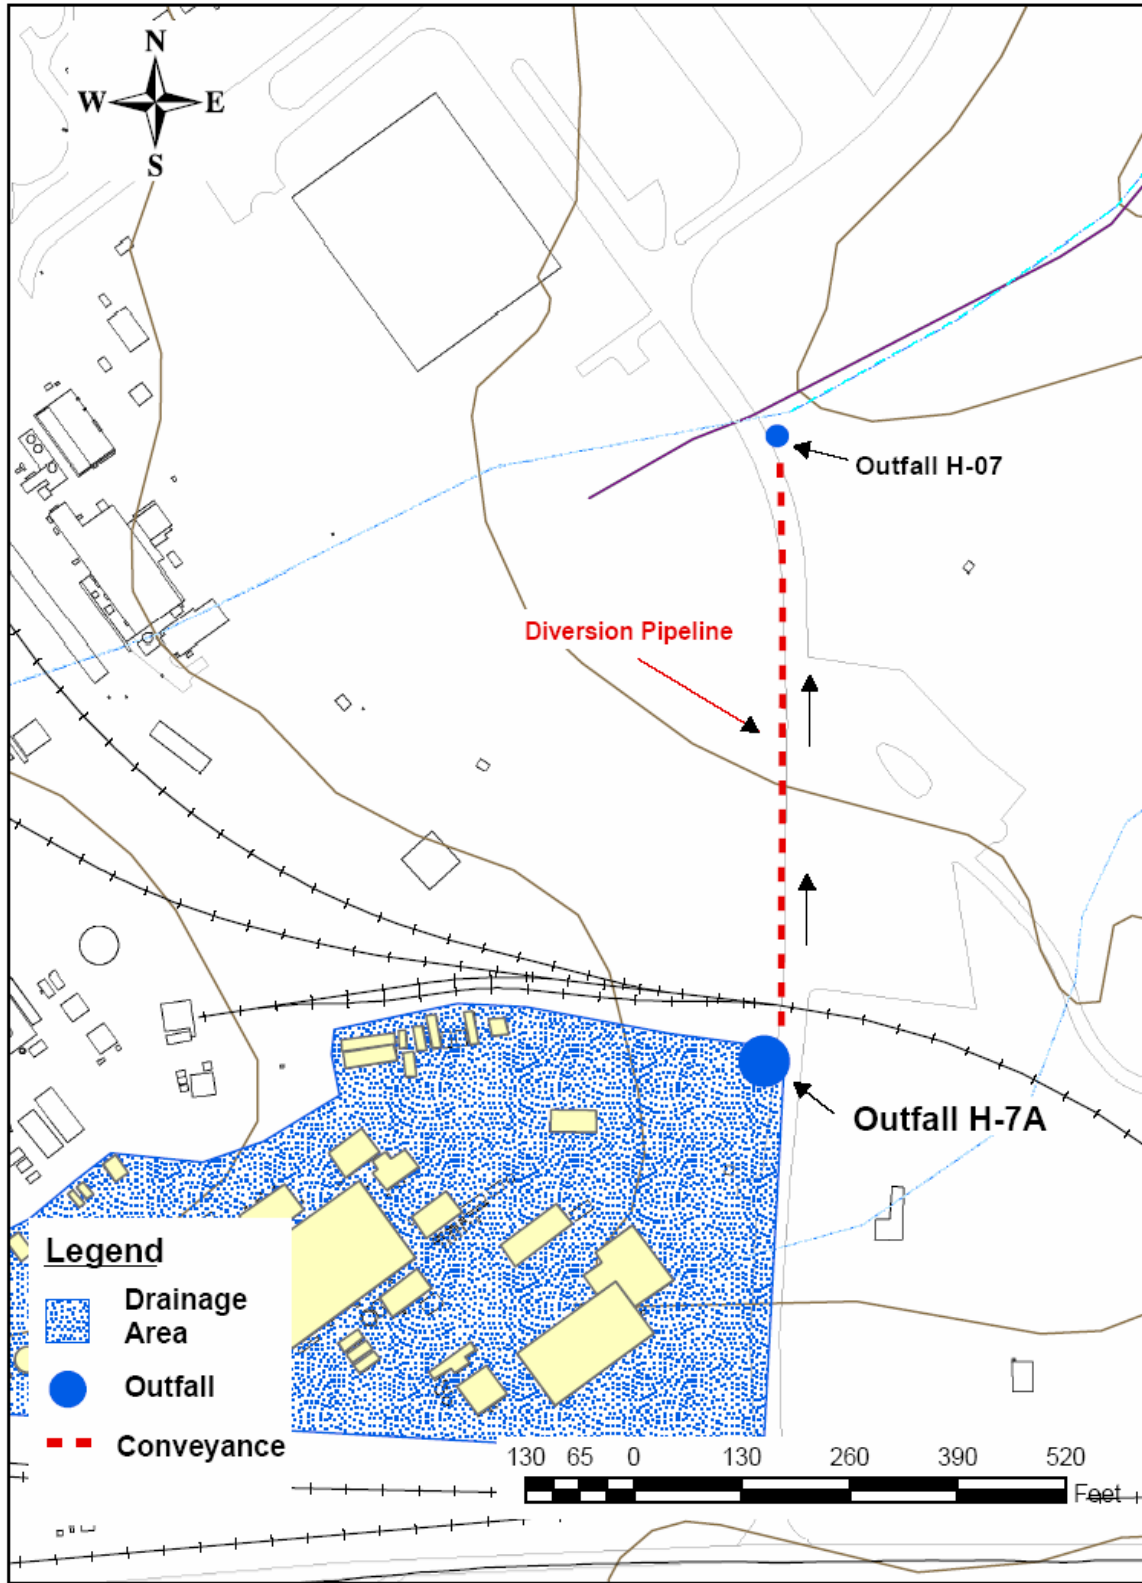 N
W E
S
Outfall H-07
Diversion Pipeline
Outfall H-7A
Legend
Drainage
Area
Outfall
Conveyance
130 65 0 130 260 390 520
Feet